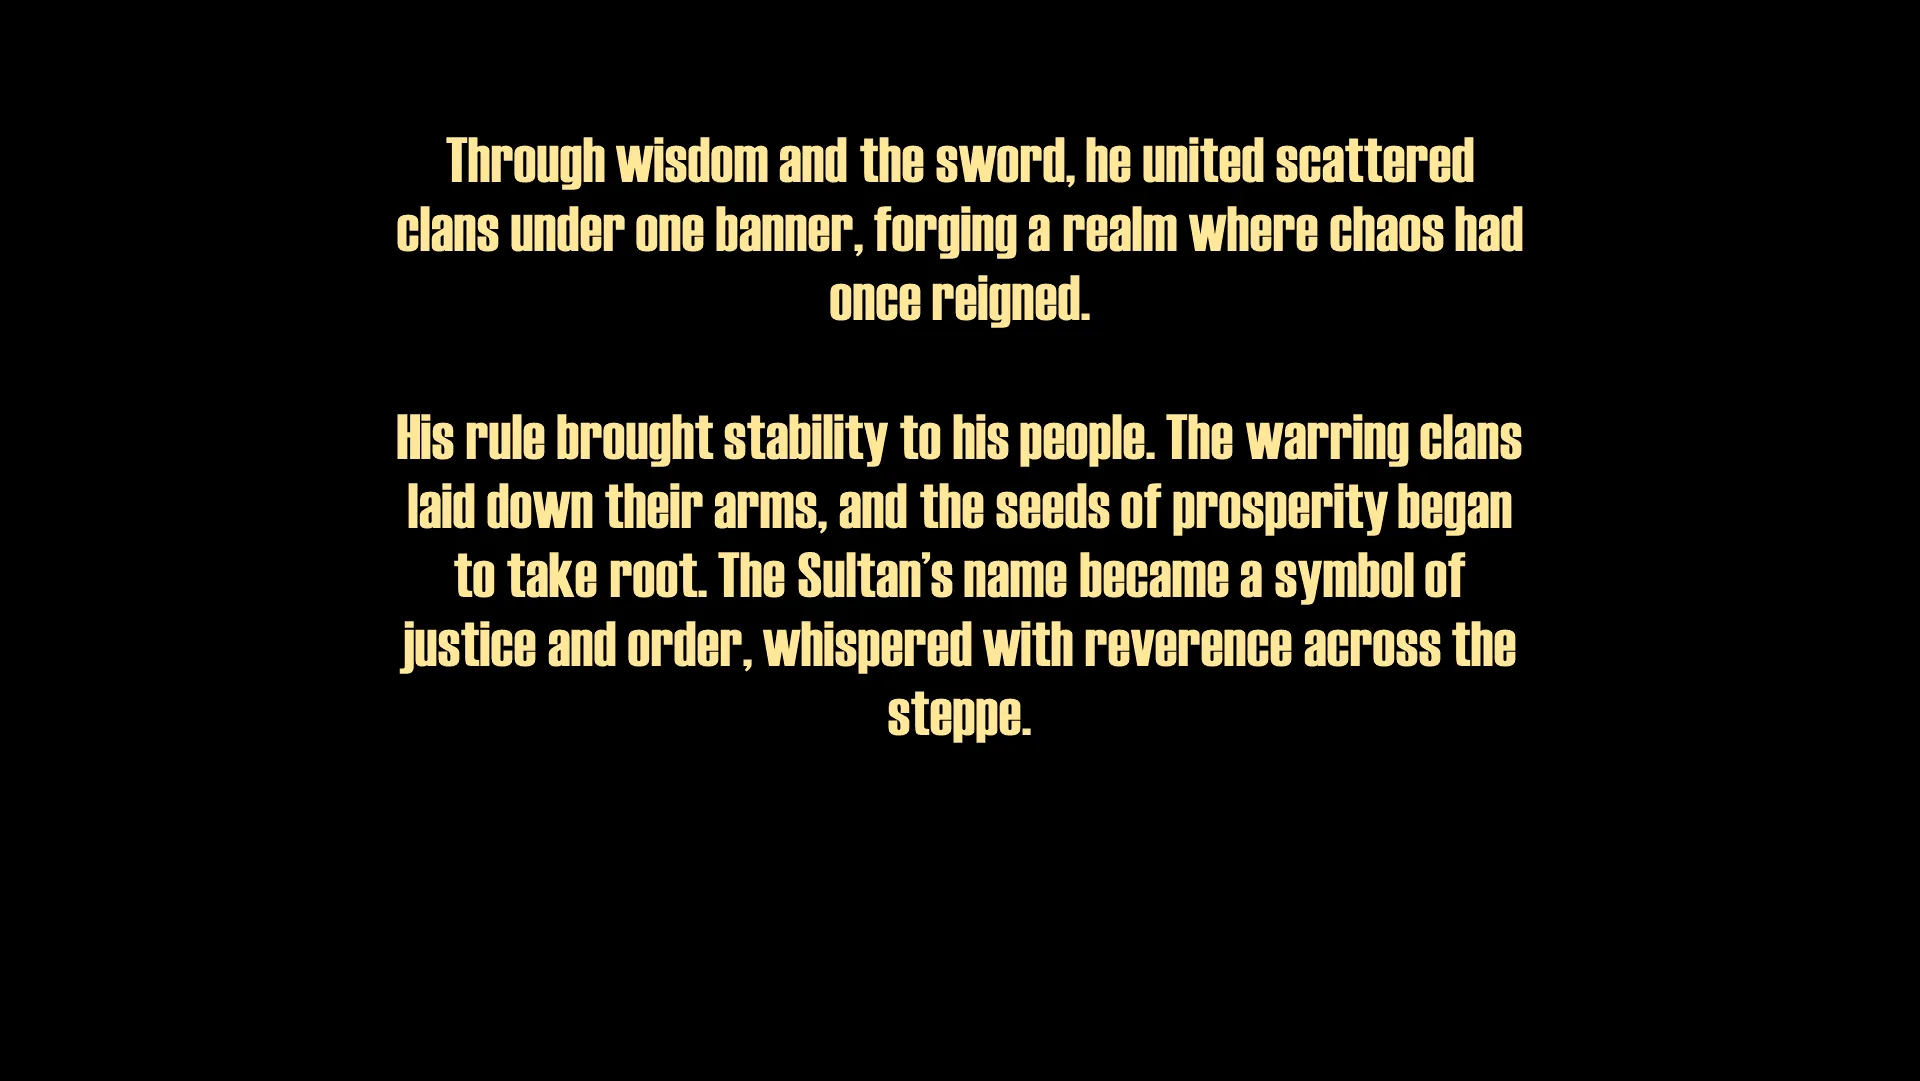 Through wisdom and the sword, he united scattered
clans under one banner, forging a realm where chaos had
once reigned.
His rule brought stability to his people. The warring clans
laid down their arms, and the seeds of prosperity began
to take root. The Sultan’s name became a symbol of
justice and order, whispered with reverence across the
steppe.